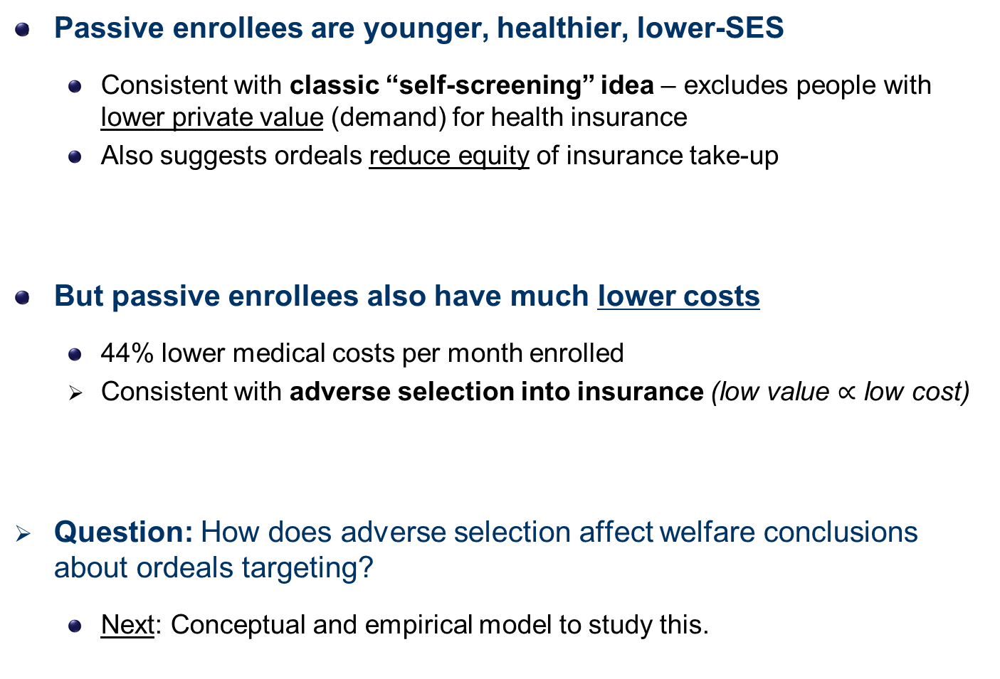 Passive enrollees are younger, healthier, lower-SES
Consistent with classic “self-screening” idea – excludes people with
lower private value (demand) for health insurance
Also suggests ordeals reduce equity of insurance take-up
But passive enrollees also have much lower costs
44% lower medical costs per month enrolled
Consistent with adverse selection into insurance (low value ∝ low cost)
Question: How does adverse selection affect welfare conclusions
about ordeals targeting?
Next: Conceptual and empirical model to study this.